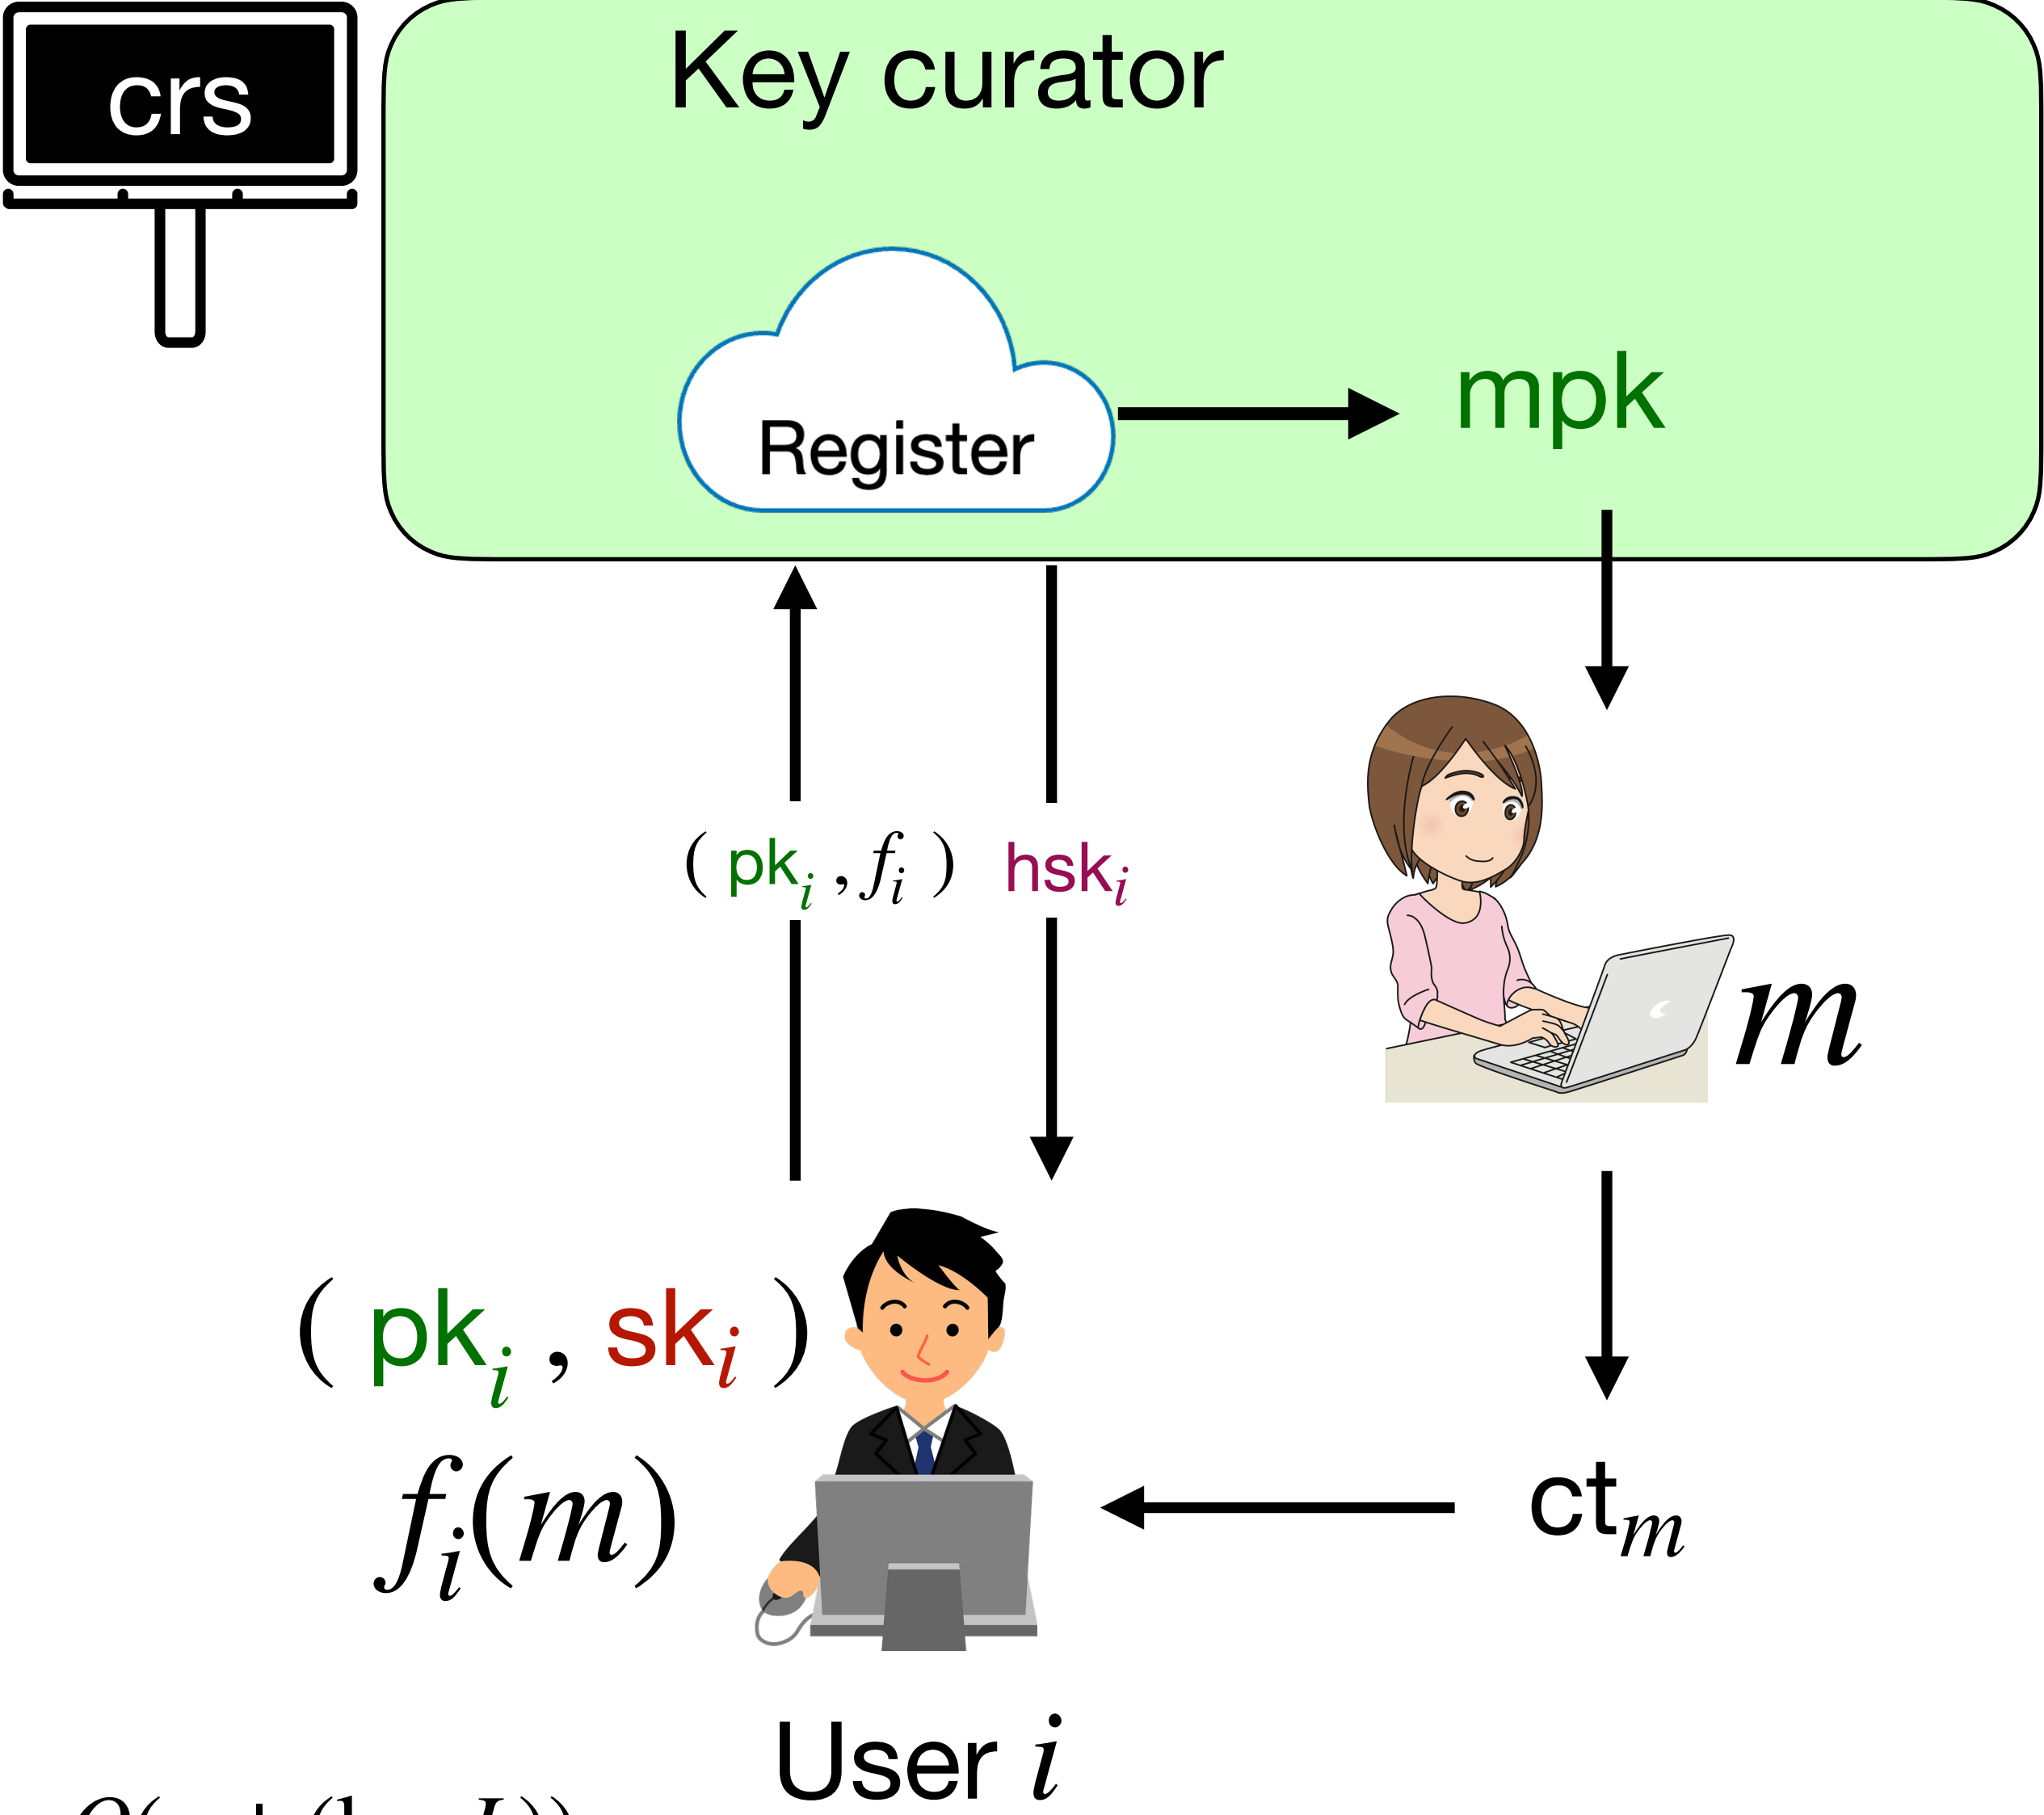 crs
Key curator
Register
mpk
( pk_i , f_i ) hsk_i
m
( pk_i , sk_i )
f_i(m)
ct_m
User i